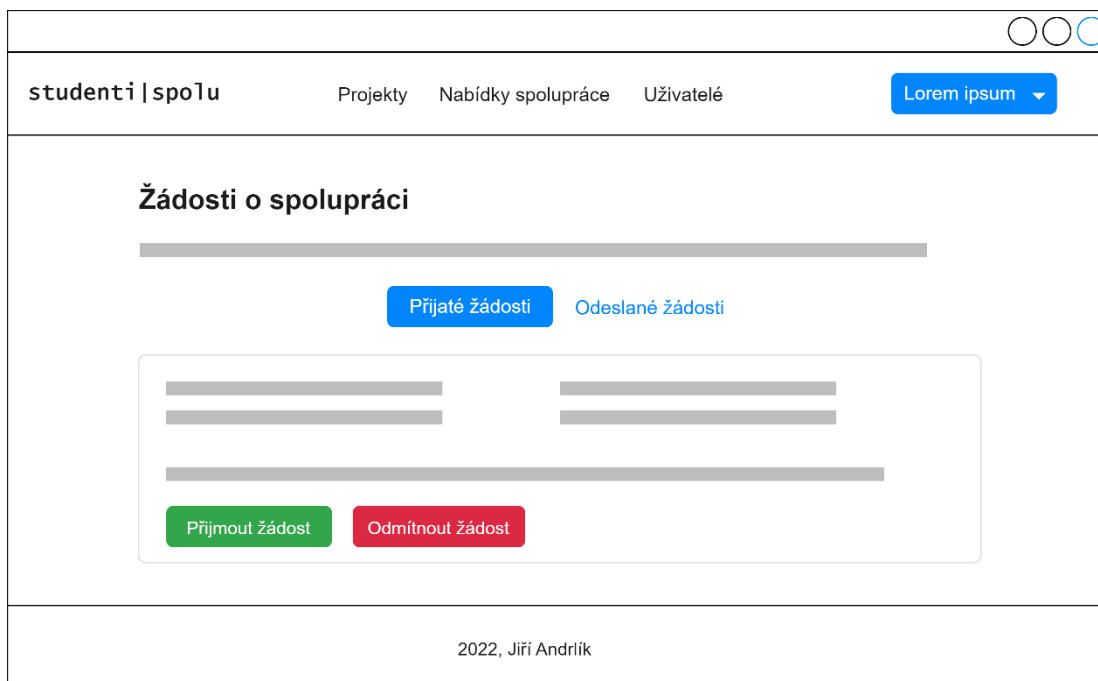 studenti|spolu
Projekty
Nabídky spolupráce
Uživatelé
Lorem ipsum
Žádosti o spolupráci
Přijaté žádosti
Odeslané žádosti
Přijmout žádost
Odmítnout žádost
2022, Jiří Andrlík